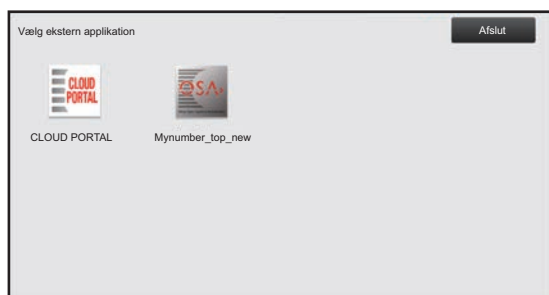 Vælg ekstern applikation
Afslut
CLOUD
PORTAL
OSA
CLOUD PORTAL
Mynumber_top_new